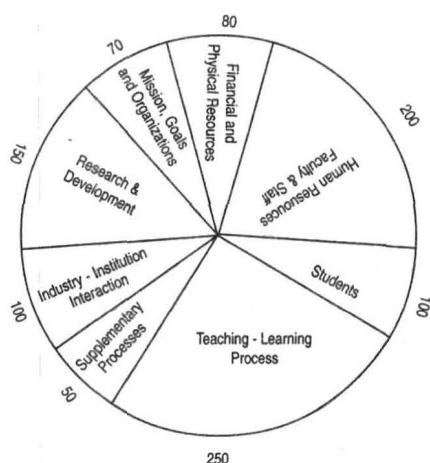 80
Financial and
Physical Resources
200
Human Resuources
Faculty & Staff
100
Students
250
Teaching - Learning
Process
50
Supplementary
Processes
100
Industry - Institution
Interaction
150
Research &
Development
70
Mission, Goals
and Organizations